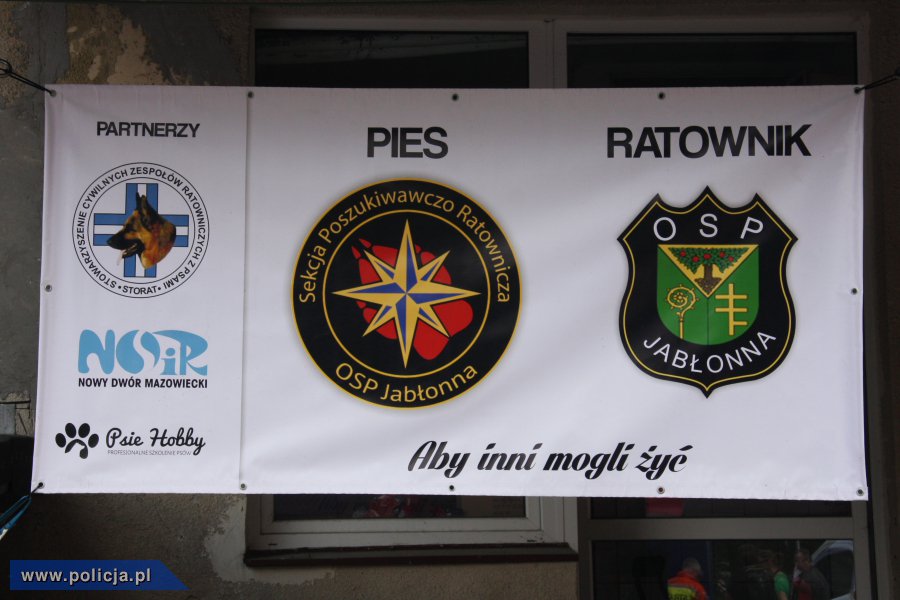 PARTNERZY
STOWARZYSZENIE CYWILNYCH ZESPOŁÓW RATOWNICZYCH Z PSAMI
• STORAT •
NOSiR
NOWY DWÓR MAZOWIECKI
Psie Hobby
PROFESJONALNE SZKOLENIE PSÓW
PIES
RATOWNIK
Sekcja Poszukiwawczo Ratownicza
OSP Jabłonna
OSP
JABŁONNA
Aby inni mogli żyć
www.policja.pl